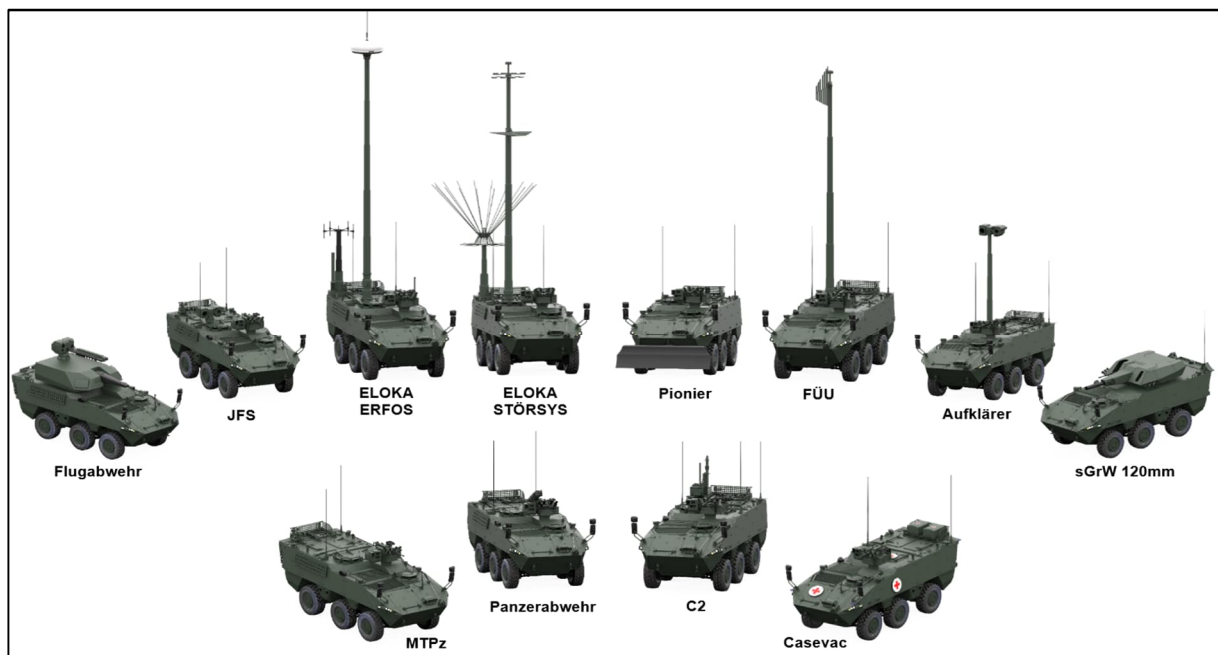 JFS
ELOKA
ERFOS
ELOKA
STÖRSYS
Pionier
FÜU
Aufklärer
Flugabwehr
sGrW 120mm
MTPz
Panzerabwehr
C2
Casevac